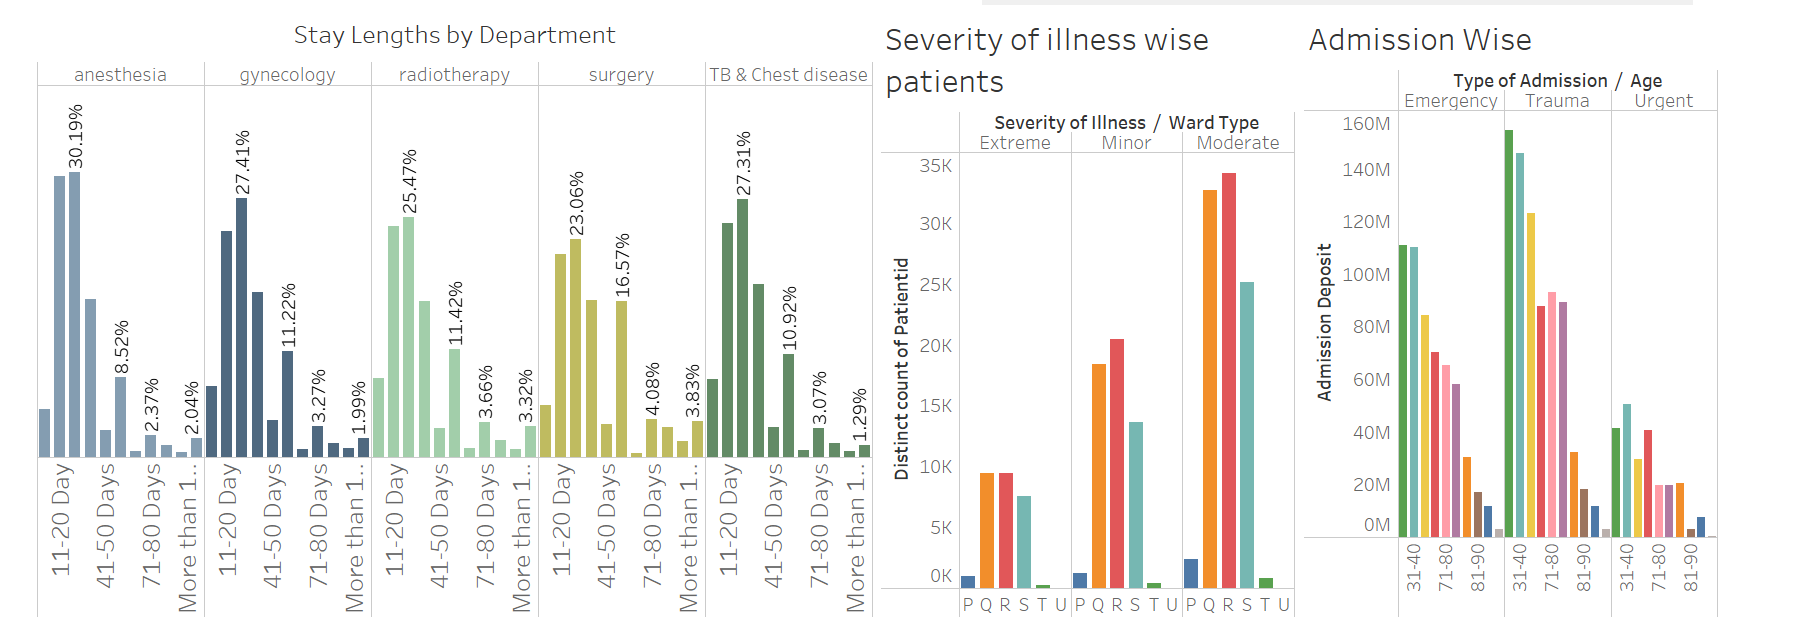 Stay Lengths by Department
anesthesia gynecology radiotherapy surgery TB & Chest disease
30.19% 8.52% 2.37% 2.04%
27.41% 11.22% 3.27% 1.99%
25.47% 11.42% 3.66% 3.32%
23.06% 16.57% 4.08% 3.83%
27.31% 10.92% 3.07% 1.29%
11-20 Day 41-50 Days 71-80 Days More than 1..
11-20 Day 41-50 Days 71-80 Days More than 1..
11-20 Day 41-50 Days 71-80 Days More than 1..
11-20 Day 41-50 Days 71-80 Days More than 1..
11-20 Day 41-50 Days 71-80 Days More than 1..
Severity of illness wise
patients
Severity of Illness / Ward Type
Extreme Minor Moderate
Distinct count of Patientid
35K
30K
25K
20K
15K
10K
5K
0K
P Q R S T U P Q R S T U P Q R S T U
Admission Wise
Type of Admission / Age
Emergency Trauma Urgent
Admission Deposit
160M
140M
120M
100M
80M
60M
40M
20M
0M
31-40 71-80 81-90 31-40 71-80 81-90 31-40 71-80 81-90